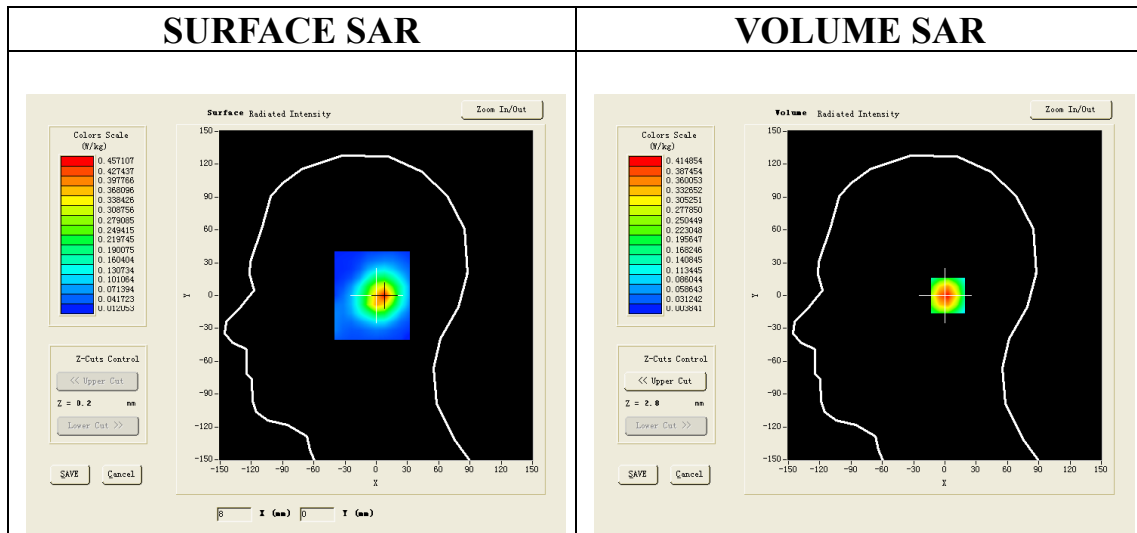 SURFACE SAR
VOLUME SAR
Surface Radiated Intensity
Zoom In/Out
Colors Scale
(W/kg)
0.457107
0.427437
0.397766
0.368096
0.338426
0.308756
0.279085
0.249415
0.219745
0.190075
0.160404
0.130734
0.101064
0.071394
0.041723
0.012053
150
120
90
60
30
0
-30
-60
-90
-120
-150
Y
-150 -120 -90 -60 -30 0 30 60 90 120 150
X
Z-Cuts Control
<< Upper Cut
Z = 0.2 mm
Lower Cut >>
SAVE Cancel
8 X (mm) 0 Y (mm)
Volume Radiated Intensity
Zoom In/Out
Colors Scale
(W/kg)
0.414854
0.387454
0.360053
0.332652
0.305251
0.277850
0.250449
0.223048
0.195647
0.168246
0.140845
0.113445
0.086044
0.058643
0.031242
0.003841
150
120
90
60
30
0
-30
-60
-90
-120
-150
Y
-150 -120 -90 -60 -30 0 30 60 90 120 150
X
Z-Cuts Control
<< Upper Cut
Z = 2.8 mm
Lower Cut >>
SAVE Cancel